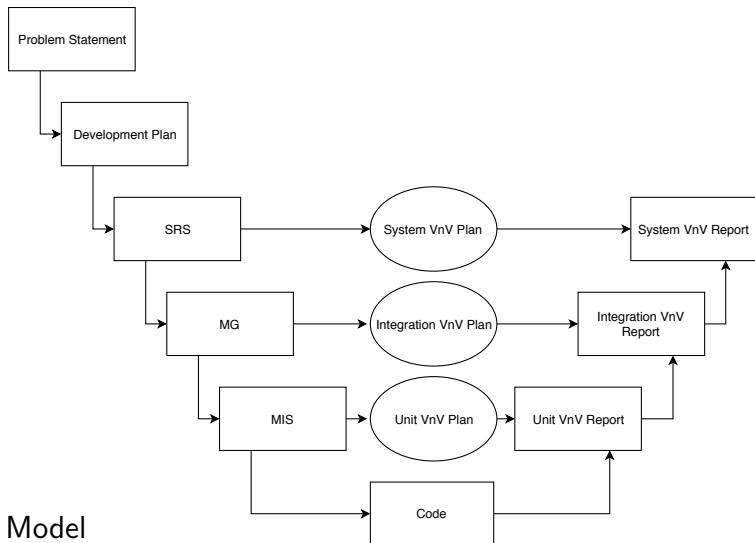 Problem Statement
Development Plan
SRS
System VnV Plan
System VnV Report
MG
Integration VnV Plan
Integration VnV
Report
MIS
Unit VnV Plan
Unit VnV Report
Code
Model